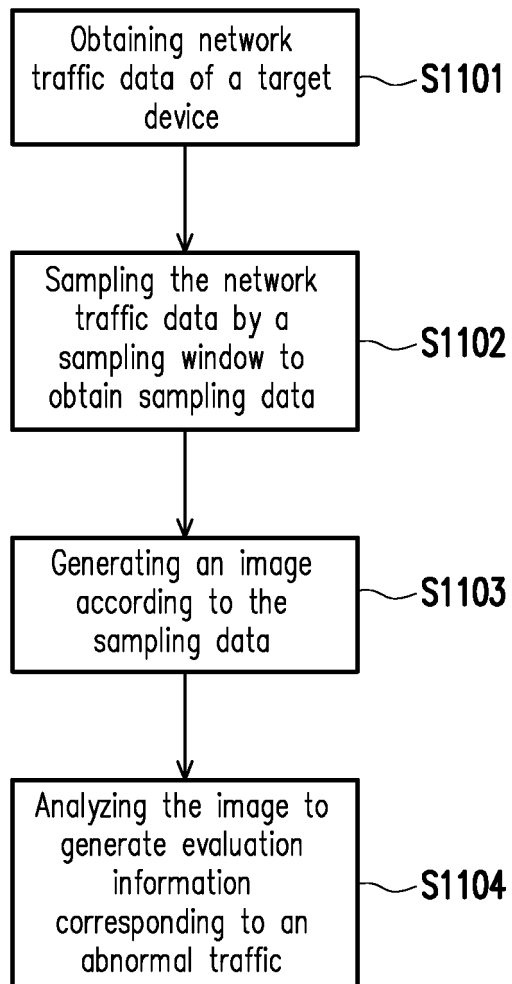 Obtaining network
traffic data of a target
device
S1101
Sampling the network
traffic data by a
sampling window to
obtain sampling data
S1102
Generating an image
according to the
sampling data
S1103
Analyzing the image to
generate evaluation
information
corresponding to an
abnormal traffic
S1104